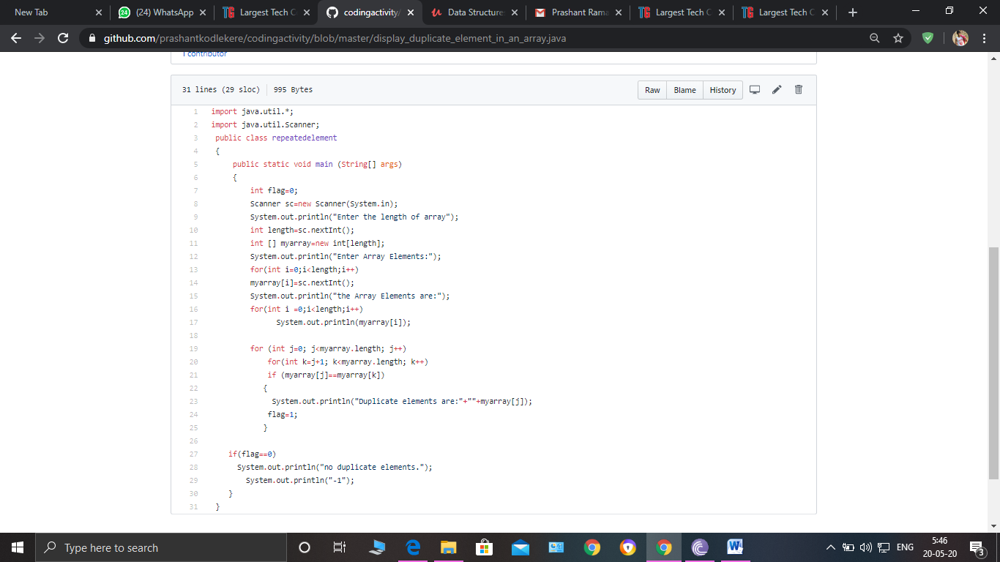 New Tab
(24) WhatsApp
Largest Tech C
codingactivity/
Data Structure
Prashant Rama
Largest Tech C
Largest Tech C
github.com/prashantkodlekere/codingactivity/blob/master/display_duplicate_element_in_an_array.java
1 contributor
31 lines (29 sloc) 995 Bytes
Raw Blame History
1 import java.util.*;
2 import java.util.Scanner;
3 public class repeatedelement
4 {
5 public static void main (String[] args)
6 {
7 int flag=0;
8 Scanner sc=new Scanner(System.in);
9 System.out.println("Enter the length of array");
10 int length=sc.nextInt();
11 int [] myarray=new int[length];
12 System.out.println("Enter Array Elements:");
13 for(int i=0;i<length;i++)
14 myarray[i]=sc.nextInt();
15 System.out.println("the Array Elements are:");
16 for(int i =0;i<length;i++)
17 System.out.println(myarray[i]);
18
19 for (int j=0; j<myarray.length; j++)
20 for(int k=j+1; k<myarray.length; k++)
21 if (myarray[j]==myarray[k])
22 {
23 System.out.println("Duplicate elements are:"+""+myarray[j]);
24 flag=1;
25 }
26
27 if(flag==0)
28 System.out.println("no duplicate elements.");
29 System.out.println("-1");
30 }
31 }
Type here to search
ENG
5:46
20-05-20
3